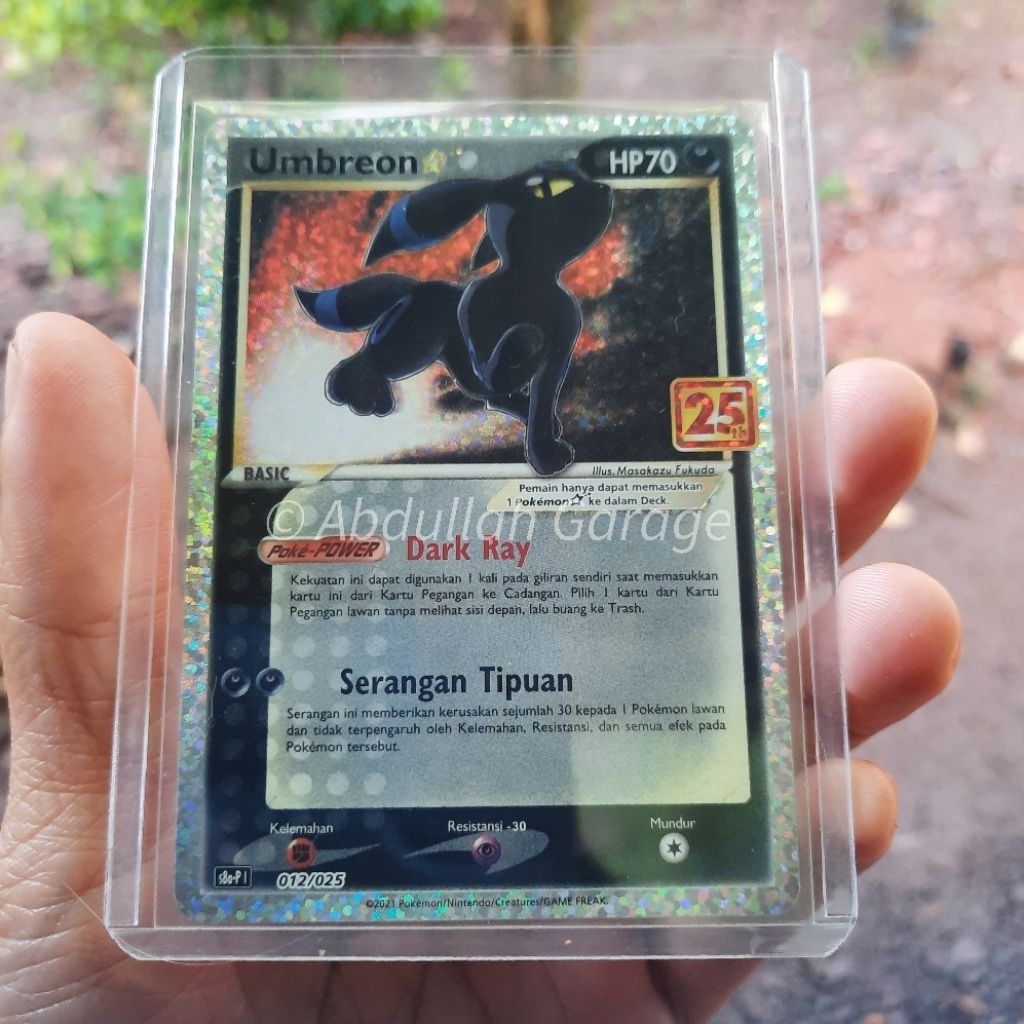 Umbreon☆ HP70
25th
BASIC
Illus. Masakazu Fukuda
Pemain hanya dapat memasukkan
1 Pokémon☆ ke dalam Deck.
© Abdullah Garage
Poké-POWER Dark Ray
Kekuatan ini dapat digunakan 1 kali pada giliran sendiri saat memasukkan
kartu ini dari Kartu Pegangan ke Cadangan. Pilih 1 kartu dari Kartu
Pegangan lawan tanpa melihat sisi depan, lalu buang ke Trash.
Serangan Tipuan
Serangan ini memberikan kerusakan sejumlah 30 kepada 1 Pokémon lawan
dan tidak terpengaruh oleh Kelemahan, Resistansi, dan semua efek pada
Pokémon tersebut.
Kelemahan Resistansi -30 Mundur
s8a-P I 012/025
©2021 Pokémon/Nintendo/Creatures/GAME FREAK.